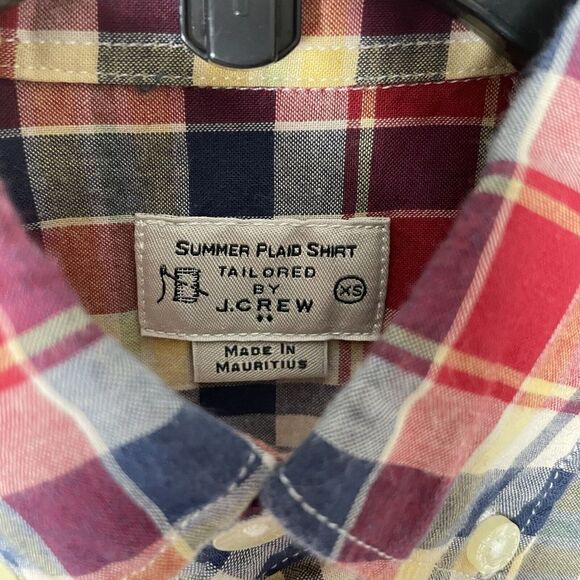 SUMMER PLAID SHIRT
TAILORED
BY
J.CREW
XS
MADE IN
MAURITIUS